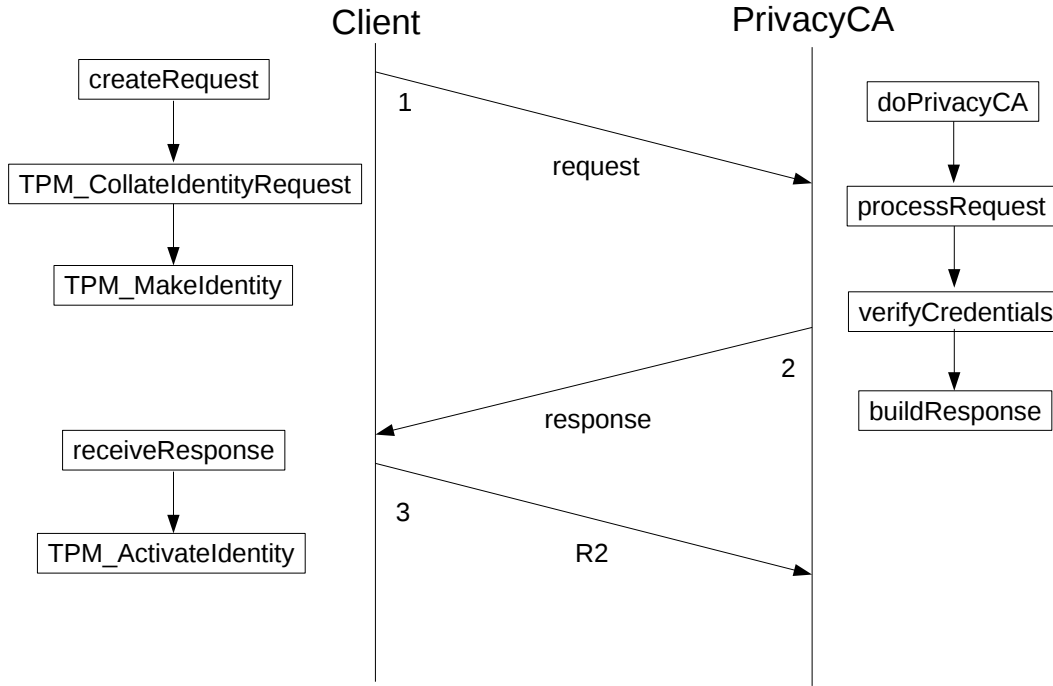 Client
PrivacyCA
createRequest
1
doPrivacyCA
request
TPM_CollateIdentityRequest
processRequest
TPM_MakeIdentity
verifyCredentials
2
buildResponse
response
receiveResponse
3
TPM_ActivateIdentity
R2